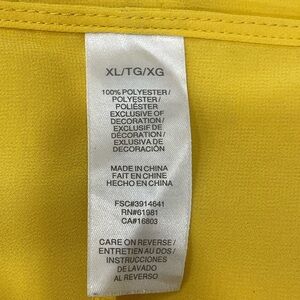 XL/TG/XG
100% POLYESTER/
POLYESTER/
POLIÉSTER
EXCLUSIVE OF
DECORATION/
EXCLUSIF DE
DÉCORATION/
EXLUSIVA DE
DECORACIÓN
MADE IN CHINA
FAIT EN CHINE
HECHO EN CHINA
FSC#3914641
RN#61981
CA#16803
CARE ON REVERSE/
ENTRETIEN AU DOS/
INSTRUCCIONES
DE LAVADO
AL REVERSO